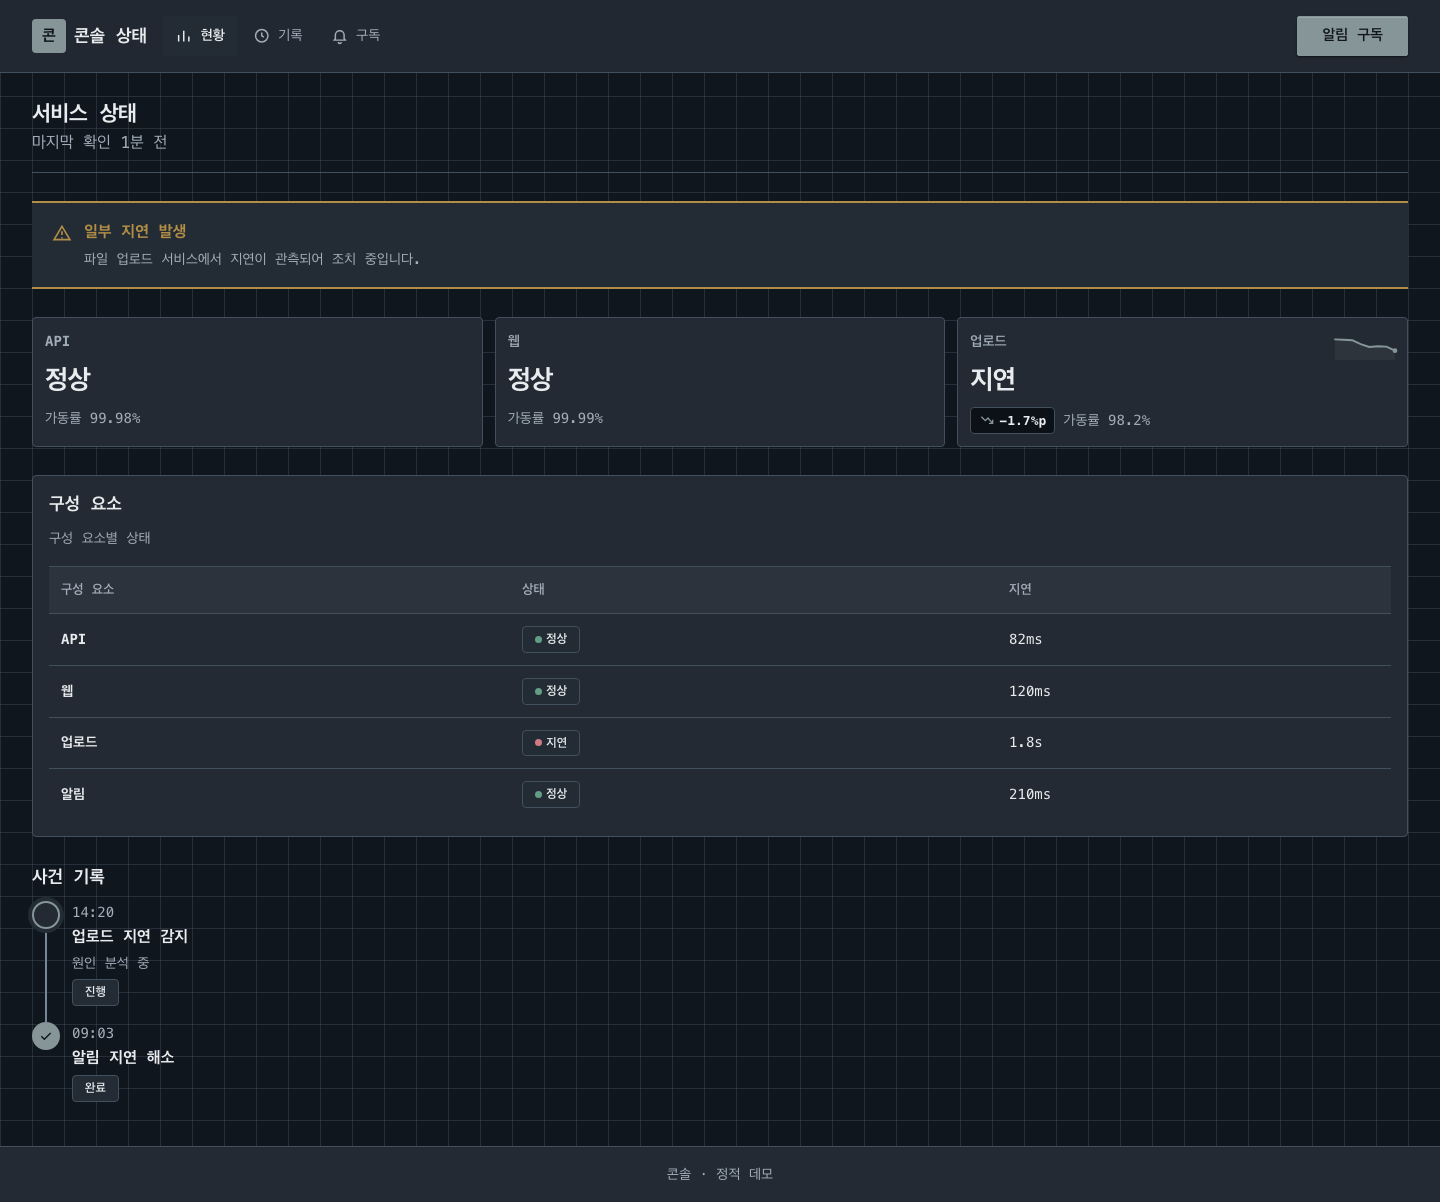 콘 콘솔 상태 현황 기록 구독 알림 구독
서비스 상태
마지막 확인 1분 전
일부 지연 발생
파일 업로드 서비스에서 지연이 관측되어 조치 중입니다.
API
정상
가동률 99.98%
웹
정상
가동률 99.99%
업로드
지연
−1.7%p 가동률 98.2%
구성 요소
구성 요소별 상태
구성 요소 상태 지연
API 정상 82ms
웹 정상 120ms
업로드 지연 1.8s
알림 정상 210ms
사건 기록
14:20
업로드 지연 감지
원인 분석 중
진행
09:03
알림 지연 해소
완료
콘솔 · 정적 데모